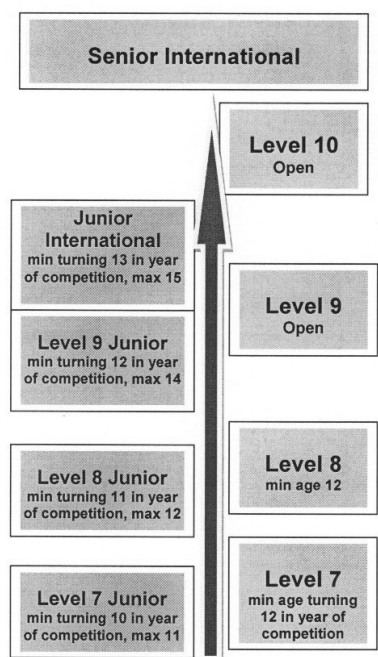 Senior International
Level 10
Open
Junior
International
min turning 13 in year
of competition, max 15
Level 9
Open
Level 9 Junior
min turning 12 in year
of competition, max 14
Level 8 Junior
min turning 11 in year
of competition, max 12
Level 8
min age 12
Level 7 Junior
min turning 10 in year
of competition, max 11
Level 7
min age turning
12 in year of
competition